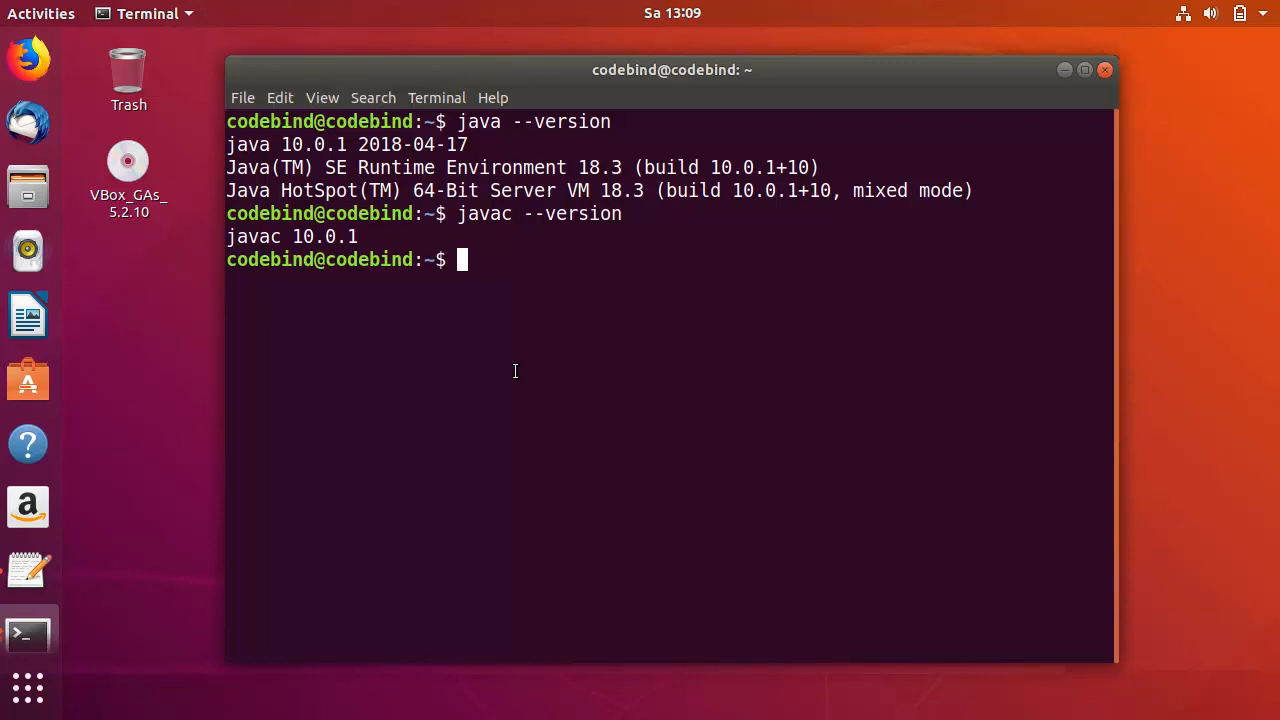 Activities Terminal Sa 13:09
Trash
VBox_GAs_
5.2.10
codebind@codebind: ~
File Edit View Search Terminal Help
codebind@codebind:~$ java --version
java 10.0.1 2018-04-17
Java(TM) SE Runtime Environment 18.3 (build 10.0.1+10)
Java HotSpot(TM) 64-Bit Server VM 18.3 (build 10.0.1+10, mixed mode)
codebind@codebind:~$ javac --version
javac 10.0.1
codebind@codebind:~$